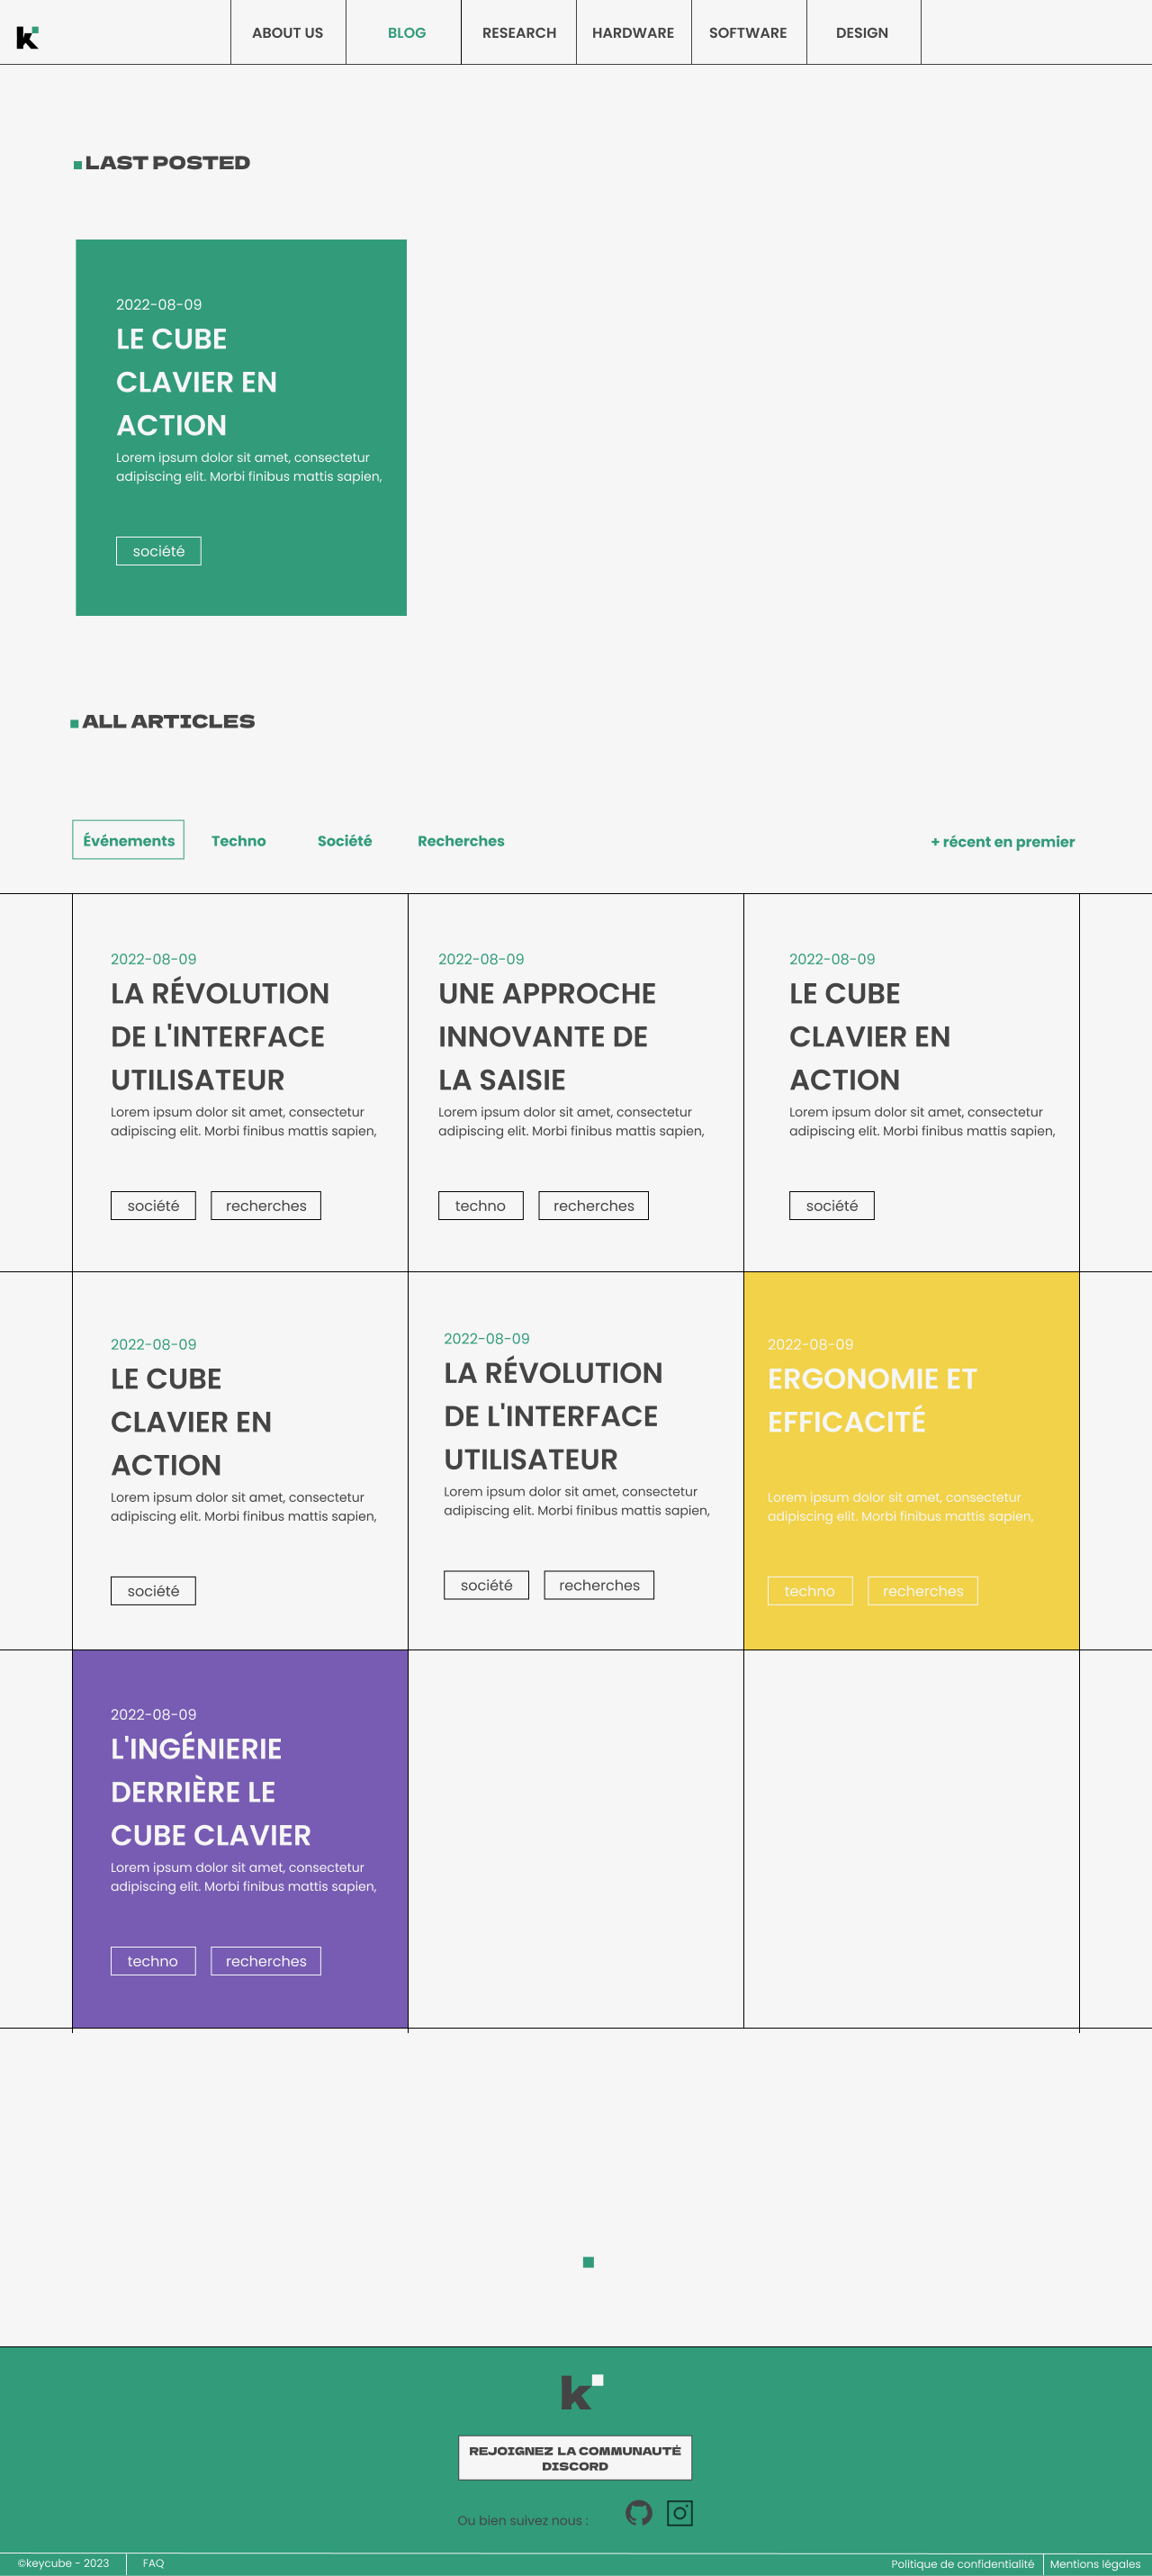 k
ABOUT US
BLOG
RESEARCH
HARDWARE
SOFTWARE
DESIGN
LAST POSTED
2022-08-09
LE CUBE
CLAVIER EN
ACTION
Lorem ipsum dolor sit amet, consectetur
adipiscing elit. Morbi finibus mattis sapien,
société
ALL ARTICLES
Événements
Techno
Société
Recherches
+ récent en premier
2022-08-09
LA RÉVOLUTION
DE L'INTERFACE
UTILISATEUR
Lorem ipsum dolor sit amet, consectetur
adipiscing elit. Morbi finibus mattis sapien,
société
recherches
2022-08-09
UNE APPROCHE
INNOVANTE DE
LA SAISIE
Lorem ipsum dolor sit amet, consectetur
adipiscing elit. Morbi finibus mattis sapien,
techno
recherches
2022-08-09
LE CUBE
CLAVIER EN
ACTION
Lorem ipsum dolor sit amet, consectetur
adipiscing elit. Morbi finibus mattis sapien,
société
2022-08-09
LE CUBE
CLAVIER EN
ACTION
Lorem ipsum dolor sit amet, consectetur
adipiscing elit. Morbi finibus mattis sapien,
société
2022-08-09
LA RÉVOLUTION
DE L'INTERFACE
UTILISATEUR
Lorem ipsum dolor sit amet, consectetur
adipiscing elit. Morbi finibus mattis sapien,
société
recherches
2022-08-09
ERGONOMIE ET
EFFICACITÉ
Lorem ipsum dolor sit amet, consectetur
adipiscing elit. Morbi finibus mattis sapien,
techno
recherches
2022-08-09
L'INGÉNIERIE
DERRIÈRE LE
CUBE CLAVIER
Lorem ipsum dolor sit amet, consectetur
adipiscing elit. Morbi finibus mattis sapien,
techno
recherches
k
REJOIGNEZ LA COMMUNAUTÉ
DISCORD
Ou bien suivez nous :
©keycube - 2023
FAQ
Politique de confidentialité
Mentions légales